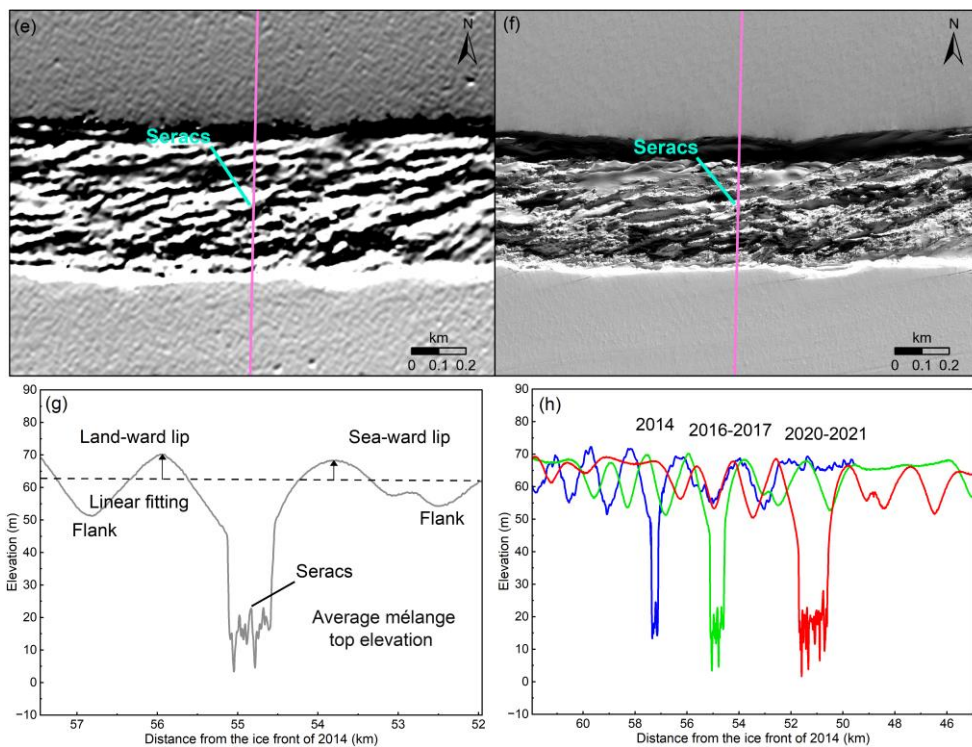 (e)
N
Seracs
km
0 0.1 0.2
(f)
N
Seracs
km
0 0.1 0.2
(g)
Land-ward lip
Sea-ward lip
Linear fitting
Flank
Flank
Seracs
Average mélange
top elevation
Elevation (m)
90
80
70
60
50
40
30
20
10
0
−10
57 56 55 54 53 52
Distance from the ice front of 2014 (km)
(h)
2014
2016-2017
2020-2021
Elevation (m)
90
80
70
60
50
40
30
20
10
0
−10
60 58 56 54 52 50 48 46
Distance from the ice front of 2014 (km)